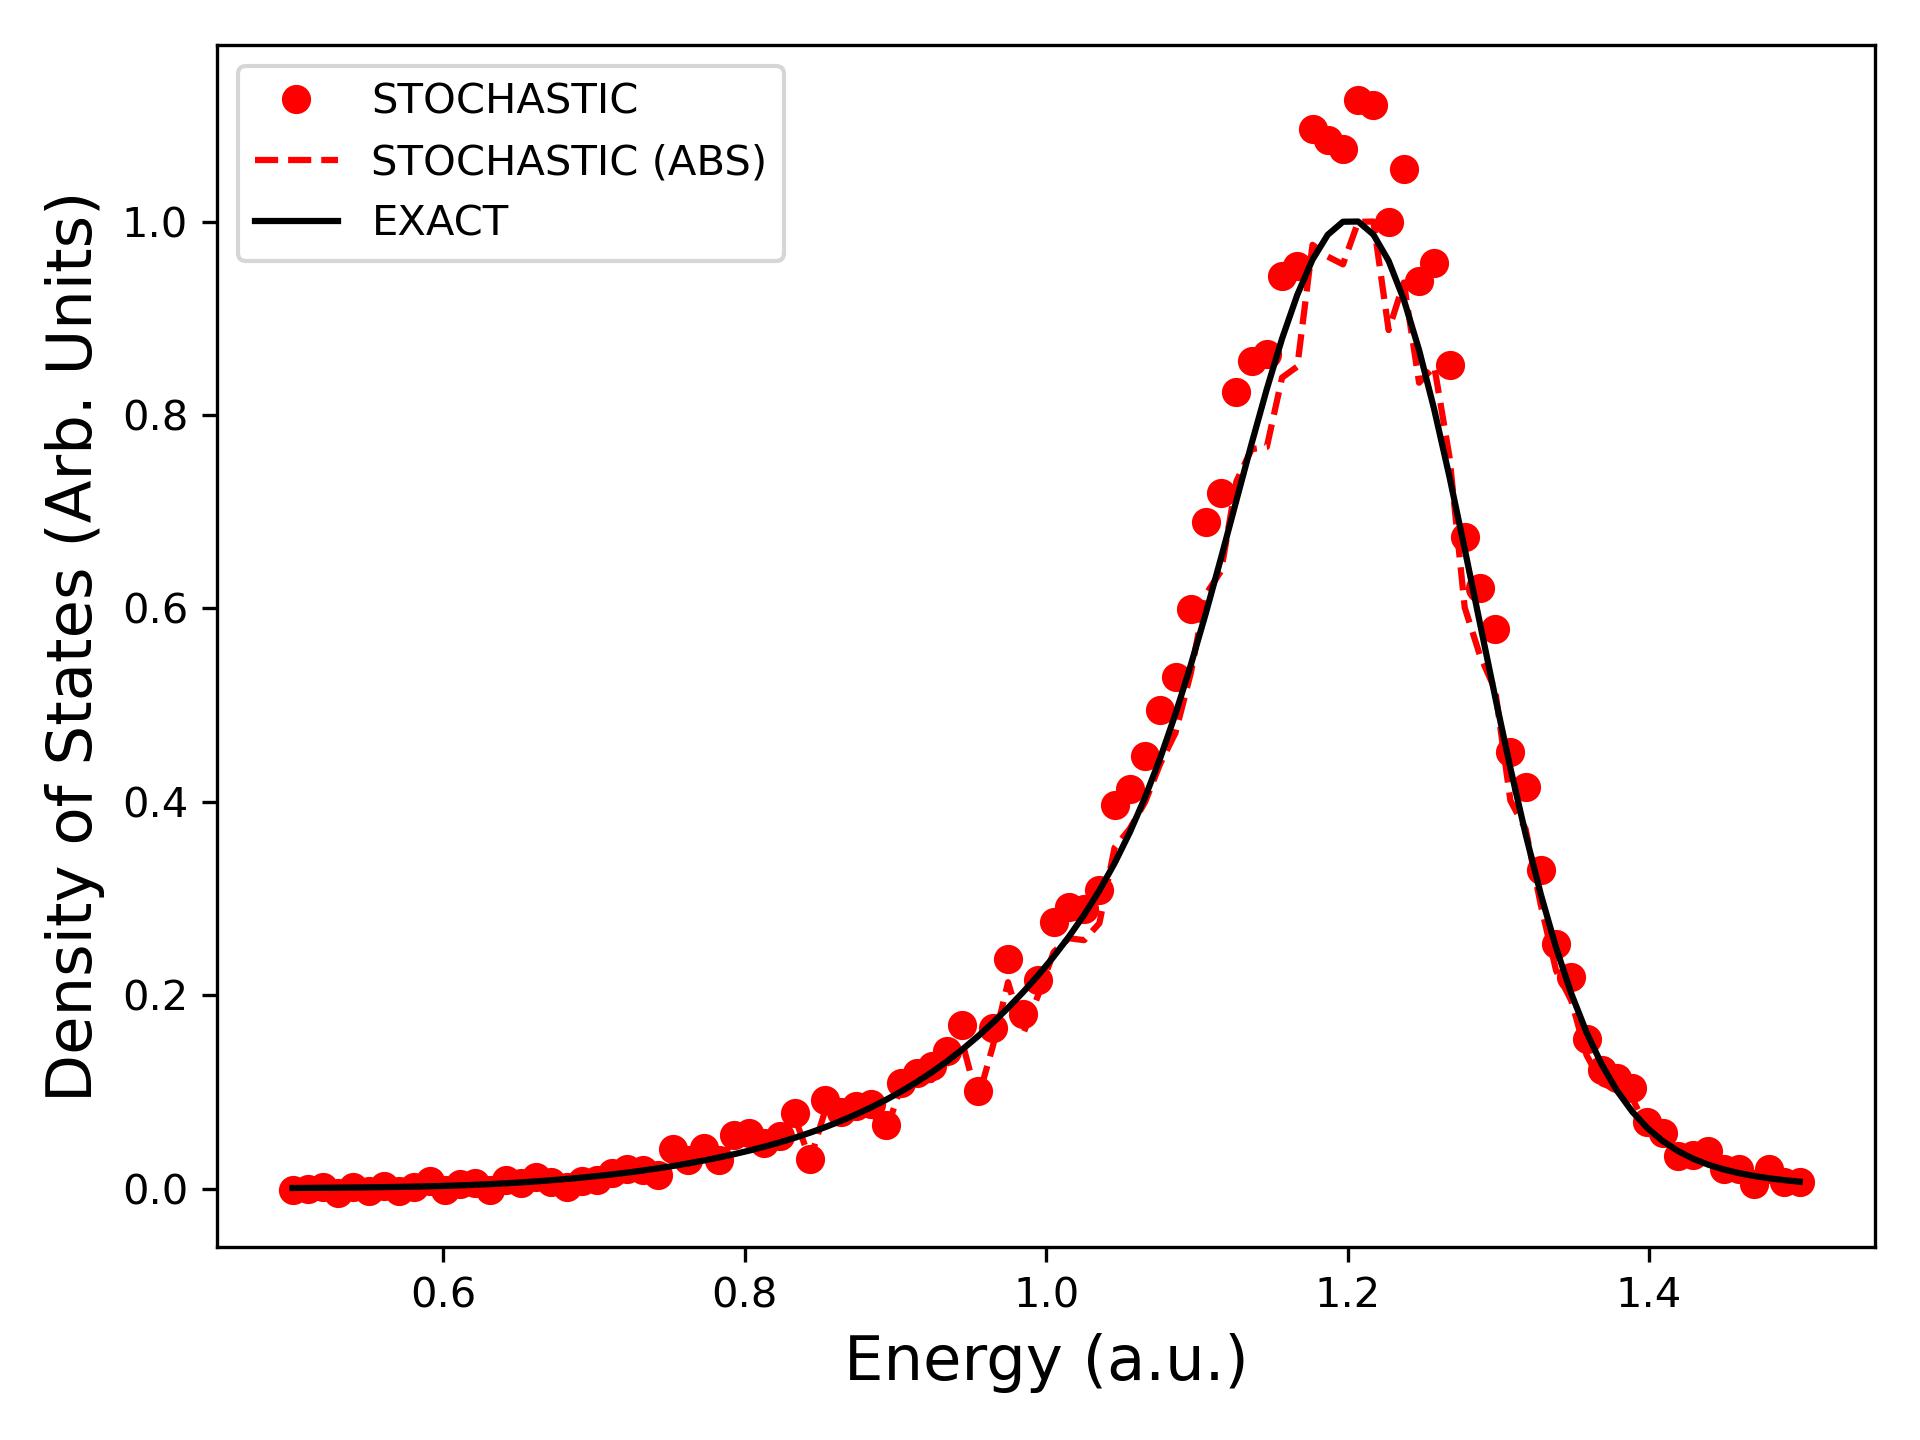 STOCHASTIC
STOCHASTIC (ABS)
EXACT
Density of States (Arb. Units)
1.0
0.8
0.6
0.4
0.2
0.0
0.6 0.8 1.0 1.2 1.4
Energy (a.u.)